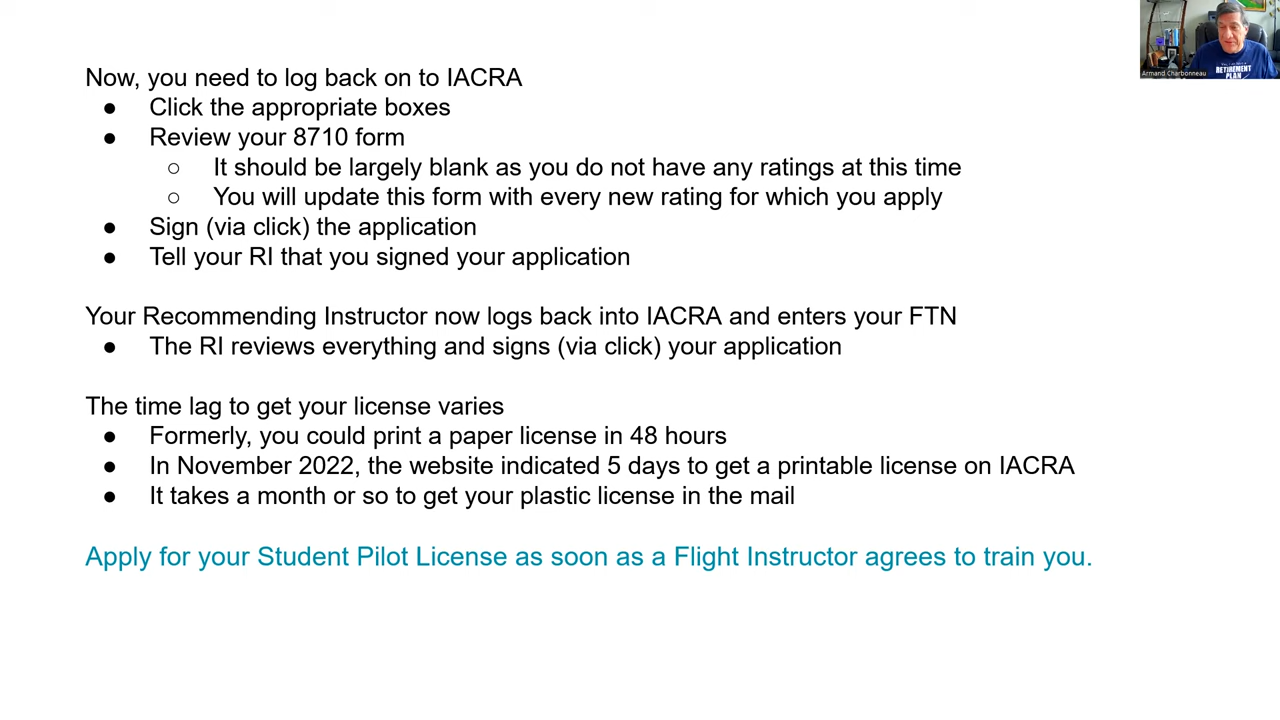 Now, you need to log back on to IACRA
● Click the appropriate boxes
● Review your 8710 form
○ It should be largely blank as you do not have any ratings at this time
○ You will update this form with every new rating for which you apply
● Sign (via click) the application
● Tell your RI that you signed your application
Your Recommending Instructor now logs back into IACRA and enters your FTN
● The RI reviews everything and signs (via click) your application
The time lag to get your license varies
● Formerly, you could print a paper license in 48 hours
● In November 2022, the website indicated 5 days to get a printable license on IACRA
● It takes a month or so to get your plastic license in the mail
Apply for your Student Pilot License as soon as a Flight Instructor agrees to train you.
RETIREMENT
PLAN
Armand Charbonneau